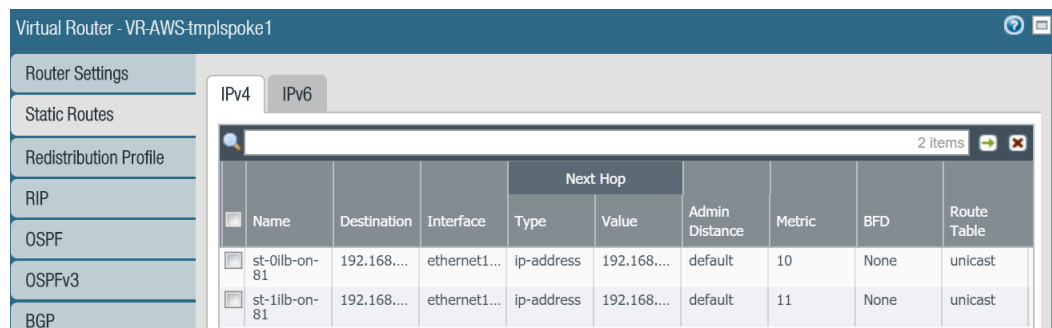 Virtual Router - VR-AWS-tmplspoke1
Router Settings
Static Routes
Redistribution Profile
RIP
OSPF
OSPFv3
BGP
IPv4 IPv6
2 items
Next Hop
Name Destination Interface Type Value Admin Distance Metric BFD Route Table
st-0ilb-on-81 192.168.... ethernet1... ip-address 192.168.... default 10 None unicast
st-1ilb-on-81 192.168.... ethernet1... ip-address 192.168.... default 11 None unicast